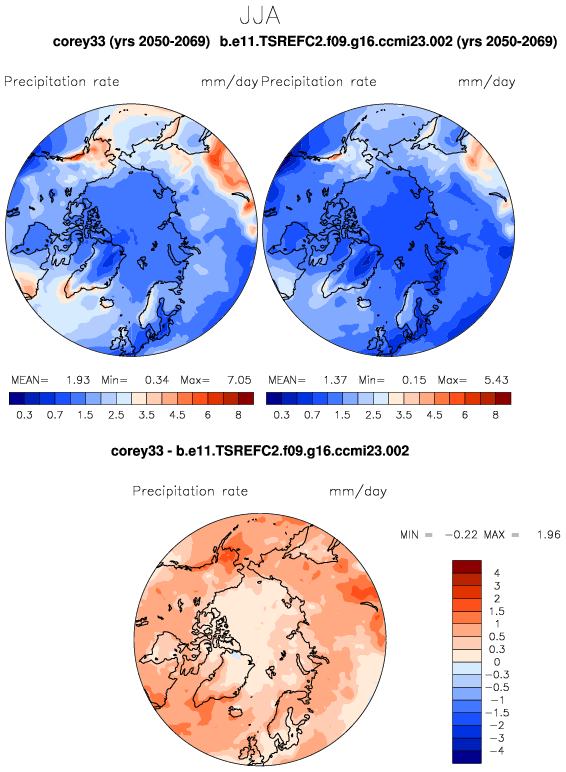 JJA
corey33 (yrs 2050-2069) b.e11.TSREFC2.f09.g16.ccmi23.002 (yrs 2050-2069)
Precipitation rate mm/day Precipitation rate mm/day
MEAN= 1.93 Min= 0.34 Max= 7.05 MEAN= 1.37 Min= 0.15 Max= 5.43
0.3 0.7 1.5 2.5 3.5 4.5 6 8 0.3 0.7 1.5 2.5 3.5 4.5 6 8
corey33 - b.e11.TSREFC2.f09.g16.ccmi23.002
Precipitation rate mm/day
MIN = -0.22 MAX = 1.96
4
3
2
1.5
1
0.5
0.3
0
-0.3
-0.5
-1
-1.5
-2
-3
-4